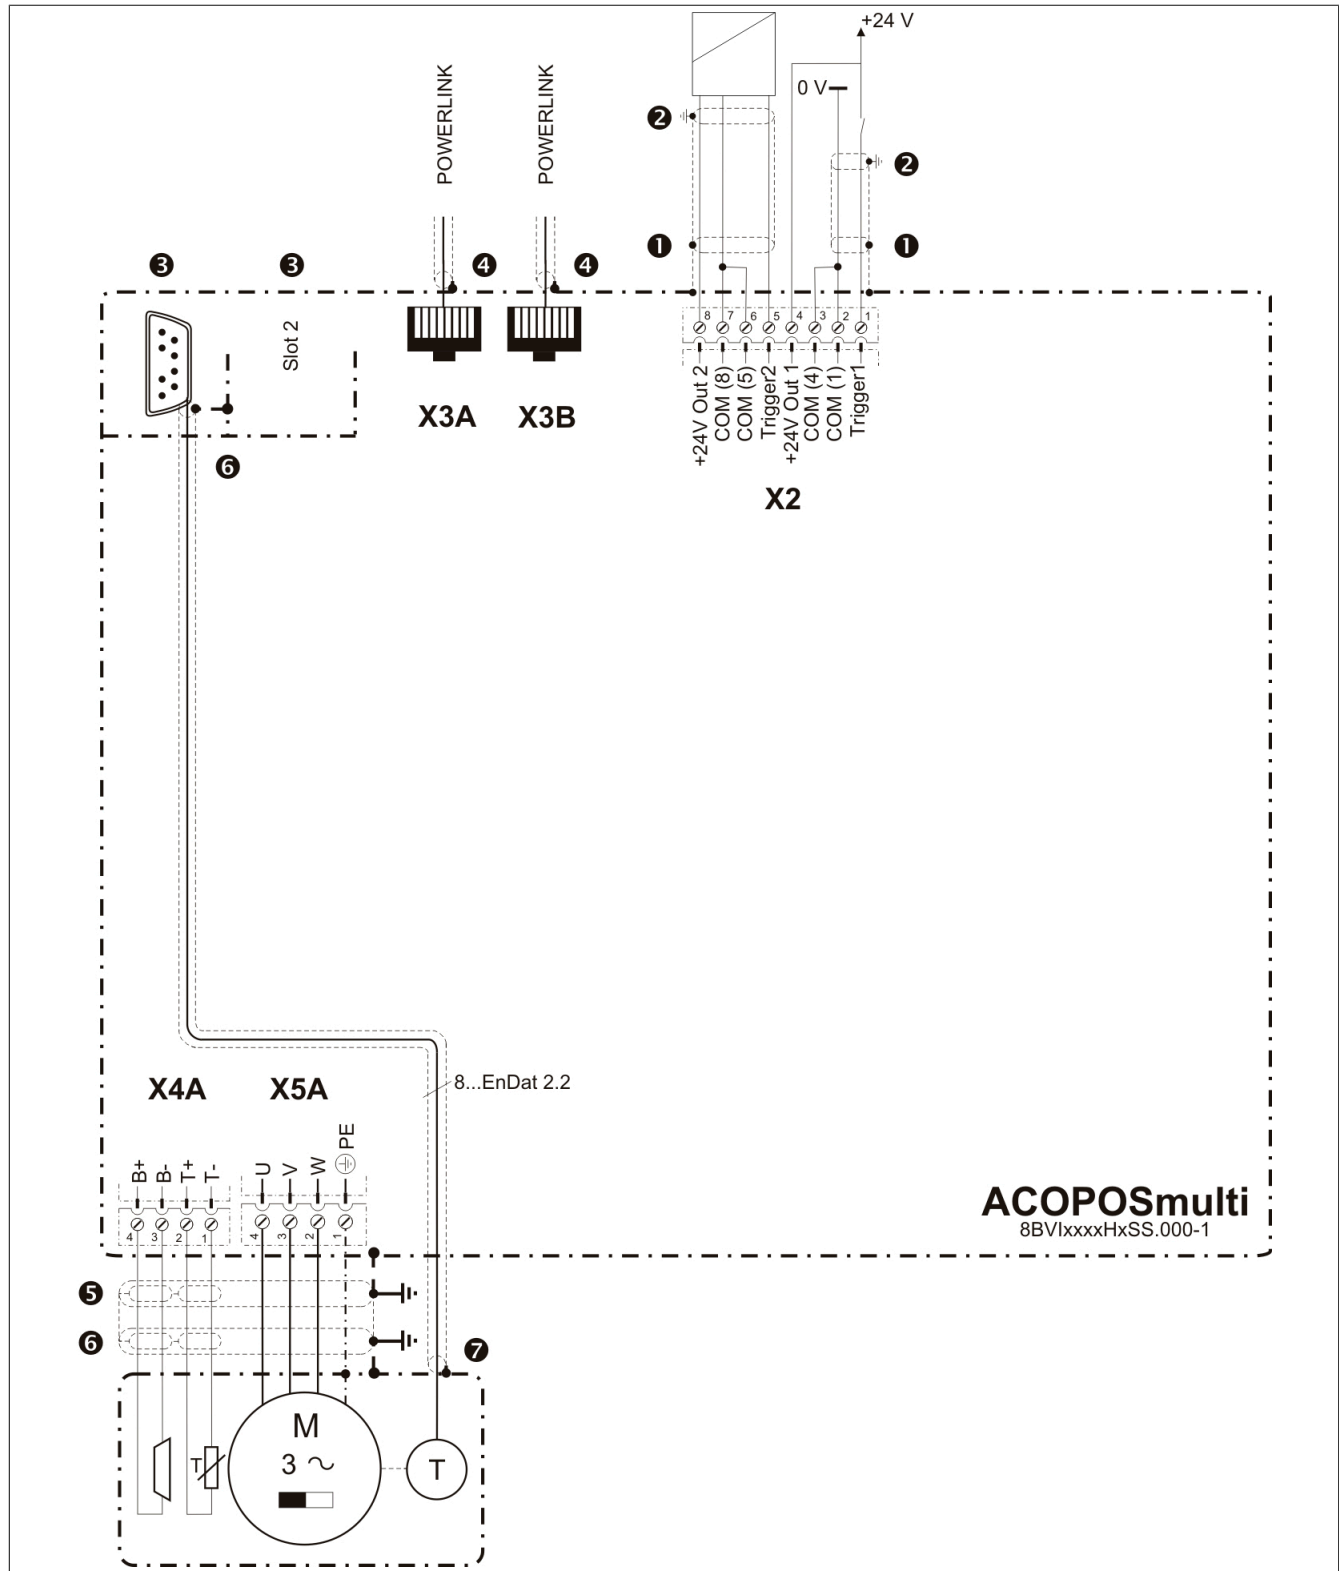 +24 V
0 V
POWERLINK
POWERLINK
❷
❷
❶
❶
❸
❸
❹
❹
Slot 2
8 7 6 5 4 3 2 1
+24V Out 2
COM (8)
COM (5)
Trigger2
+24V Out 1
COM (4)
COM (1)
Trigger1
X3A
X3B
X2
❻
8...EnDat 2.2
X4A
X5A
B+
B-
T+
T-
U
V
W
PE
4 3 2 1
4 3 2 1
ACOPOSmulti
8BVIxxxxHxSS.000-1
❺
❻
❼
M
3 ~
T
T